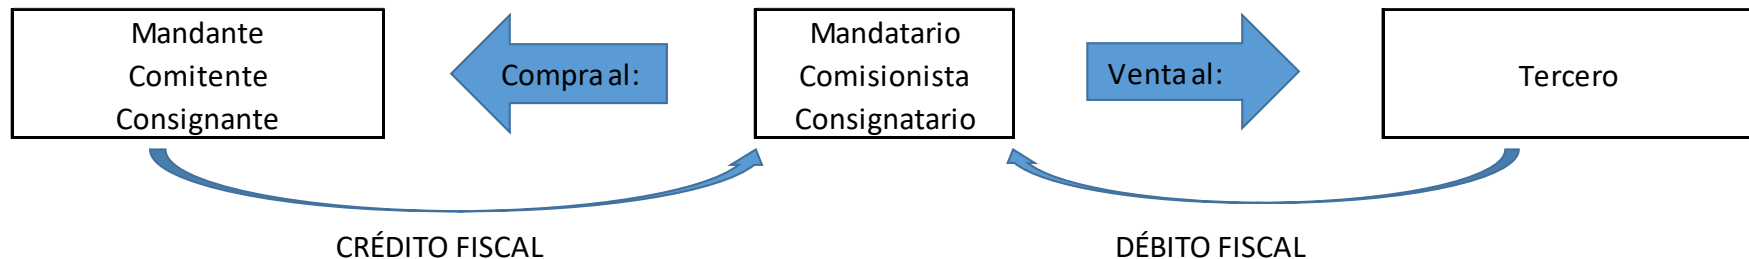 Mandante
Comitente
Consignante
Compra al:
Mandatario
Comisionista
Consignatario
Venta al:
Tercero
CRÉDITO FISCAL
DÉBITO FISCAL